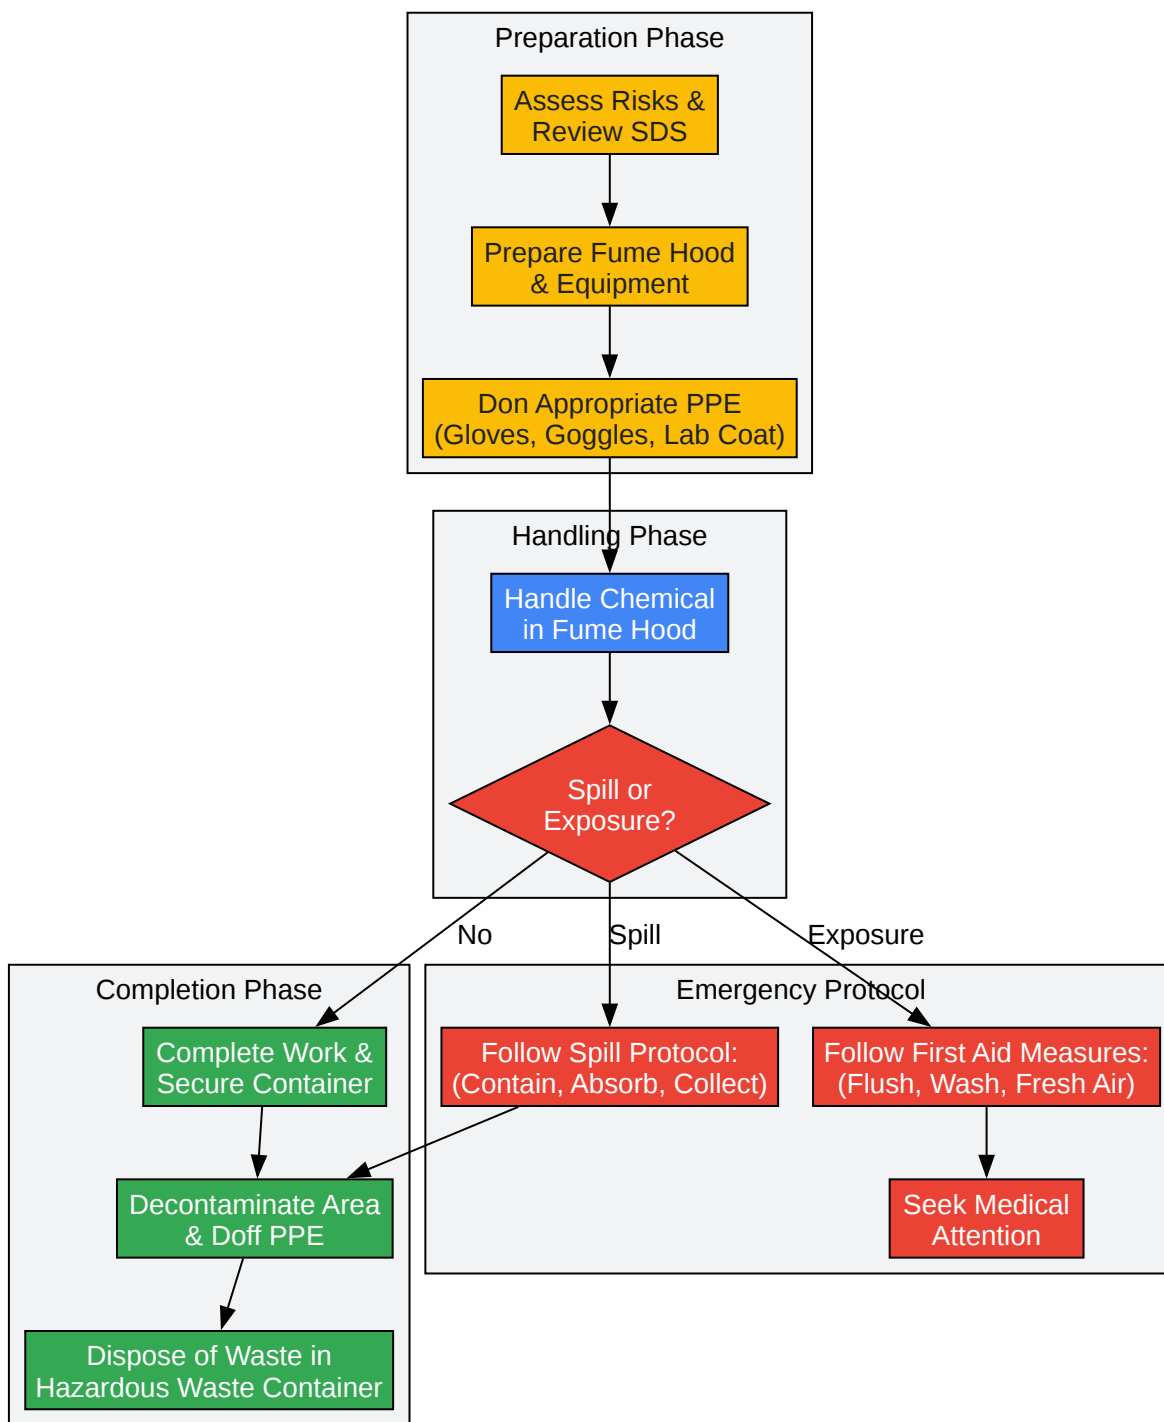 Preparation Phase
Assess Risks &
Review SDS
Prepare Fume Hood
& Equipment
Don Appropriate PPE
(Gloves, Goggles, Lab Coat)
Handling Phase
Handle Chemical
in Fume Hood
Spill or
Exposure?
No
Spill
Exposure
Completion Phase
Complete Work &
Secure Container
Decontaminate Area
& Doff PPE
Dispose of Waste in
Hazardous Waste Container
Emergency Protocol
Follow Spill Protocol:
(Contain, Absorb, Collect)
Follow First Aid Measures:
(Flush, Wash, Fresh Air)
Seek Medical
Attention